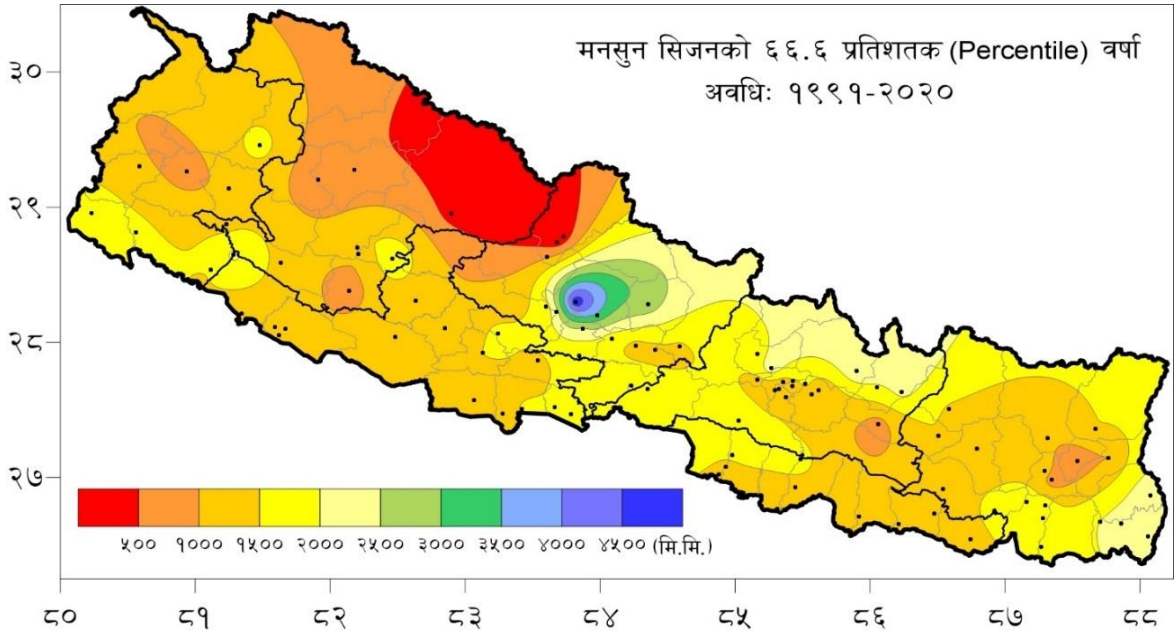 मनसुन सिजनको ६६.६ प्रतिशतक (Percentile) वर्षा
अवधिः १९९१-२०२०
३०
२९
२८
२७
५०० १००० १५०० २००० २५०० ३००० ३५०० ४००० ४५०० (मि.मि.)
८० ८१ ८२ ८३ ८४ ८५ ८६ ८७ ८८